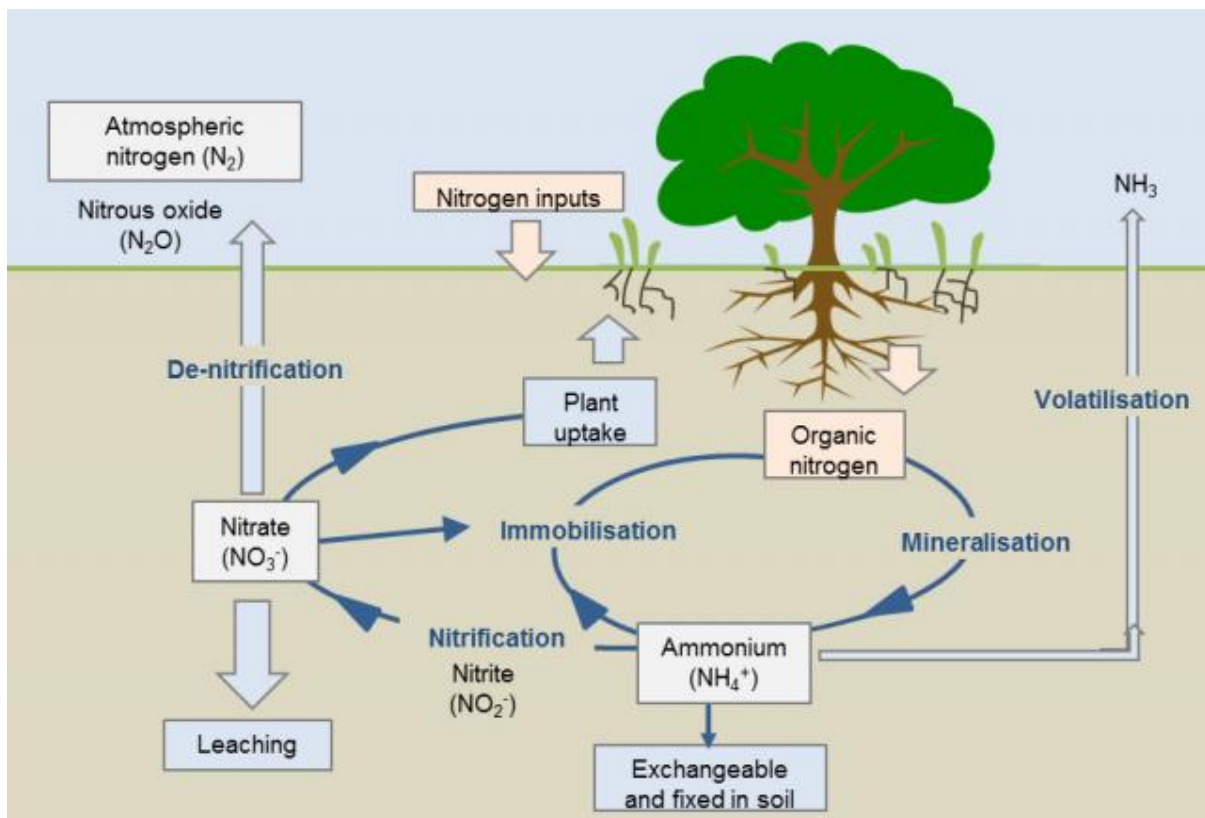 Atmospheric
nitrogen (N₂)
Nitrous oxide
(N₂O)
Nitrogen inputs
NH₃
De-nitrification
Plant
uptake
Organic
nitrogen
Volatilisation
Nitrate
(NO₃⁻)
Immobilisation
Mineralisation
Nitrification
Nitrite
(NO₂⁻)
Ammonium
(NH₄⁺)
Leaching
Exchangeable
and fixed in soil